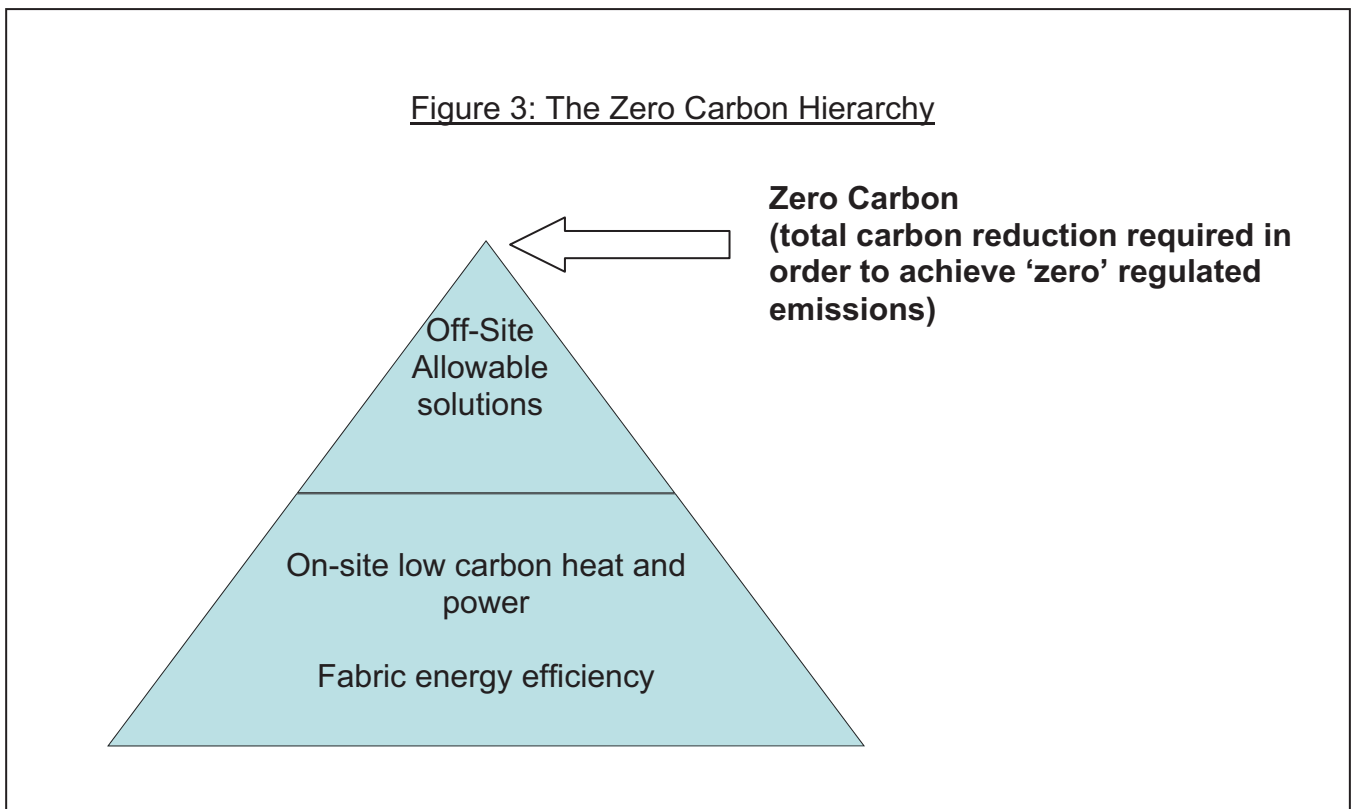 Figure 3: The Zero Carbon Hierarchy
Zero Carbon
(total carbon reduction required in
order to achieve ‘zero’ regulated
emissions)
Off-Site
Allowable
solutions
On-site low carbon heat and
power
Fabric energy efficiency